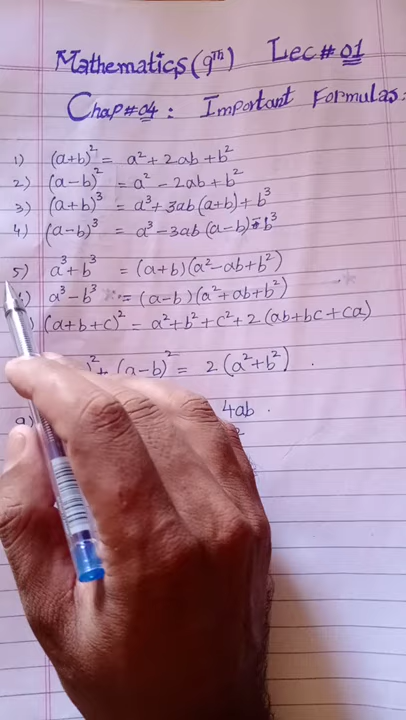 Mathematics (9th) Lec # 01
Chap # 04 : Important Formulas:
1) (a+b)² = a² + 2ab + b²
2) (a-b)² = a² - 2ab + b²
3) (a+b)³ = a³ + 3ab(a+b) + b³
4) (a-b)³ = a³ - 3ab(a-b) - b³
5) a³ + b³ = (a+b)(a² - ab + b²)
) a³ - b³ = (a-b)(a² + ab + b²)
) (a+b+c)² = a² + b² + c² + 2(ab+bc+ca)
)² + (a-b)² = 2(a² + b²) .
9) 4ab .